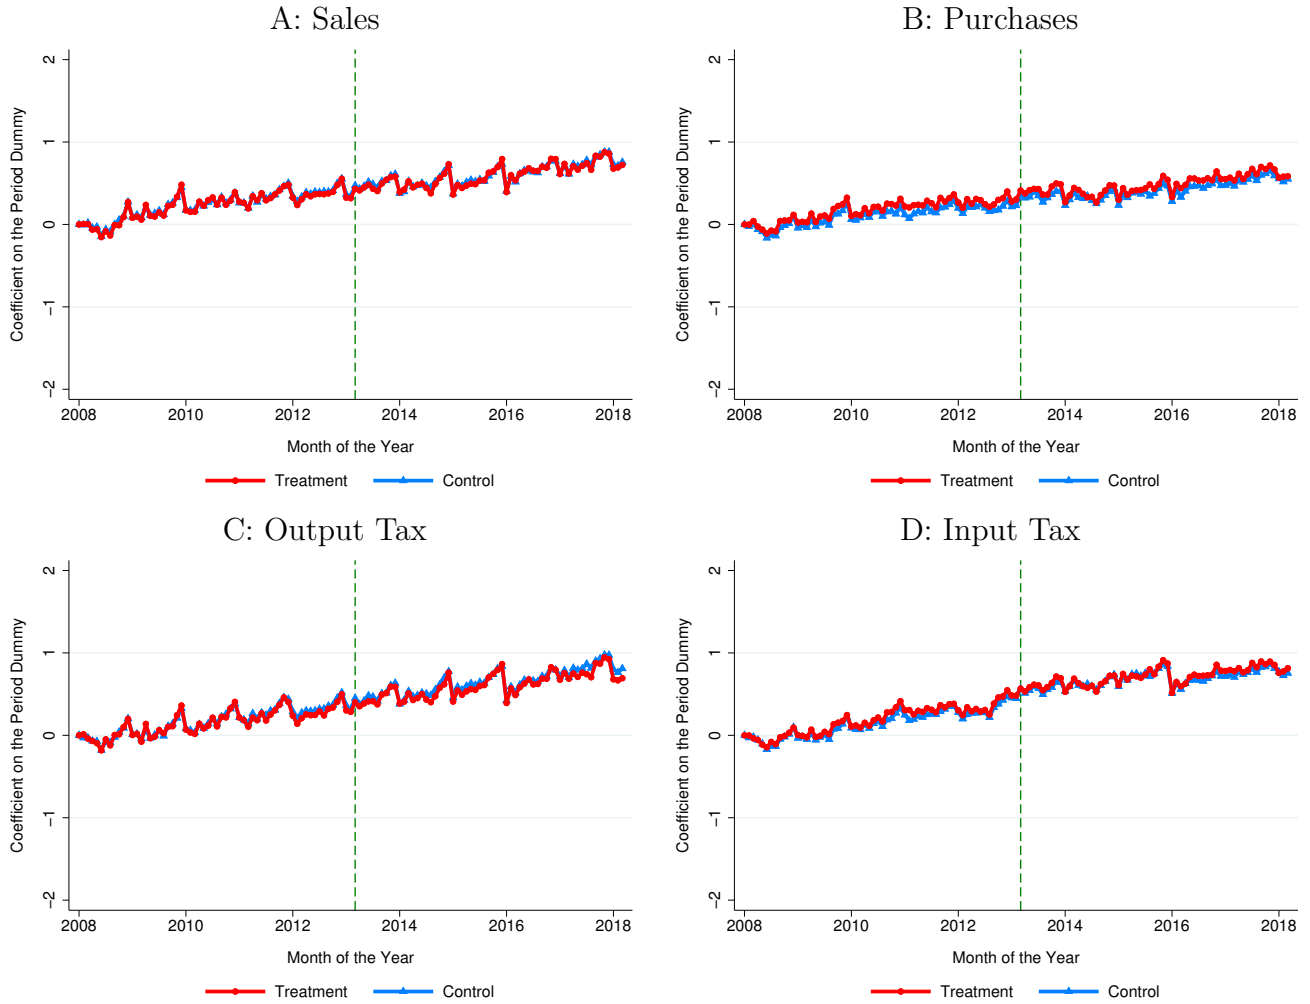 A: Sales
Coefficient on the Period Dummy
2
1
0
−1
−2
2008 2010 2012 2014 2016 2018
Month of the Year
Treatment Control
B: Purchases
Coefficient on the Period Dummy
2
1
0
−1
−2
2008 2010 2012 2014 2016 2018
Month of the Year
Treatment Control
C: Output Tax
Coefficient on the Period Dummy
2
1
0
−1
−2
2008 2010 2012 2014 2016 2018
Month of the Year
Treatment Control
D: Input Tax
Coefficient on the Period Dummy
2
1
0
−1
−2
2008 2010 2012 2014 2016 2018
Month of the Year
Treatment Control